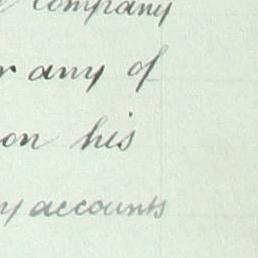 company
r any of
on his
y accounts